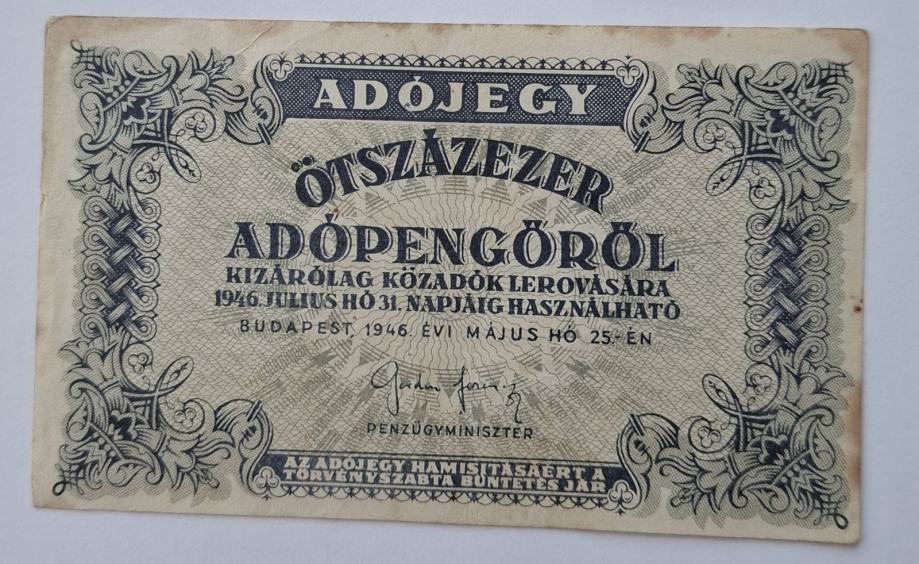 ADÓJEGY
ÖTSZÁZEZER
ADÓPENGŐRŐL
KIZÁRÓLAG KÖZADÓK LEROVÁSÁRA
1946. JULIUS HÓ 31. NAPJÁIG HASZNÁLHATÓ
BUDAPEST, 1946. ÉVI MÁJUS HÓ 25.-ÉN
PÉNZÜGYMINISZTER
AZ ADÓJEGY HAMISITÁSÁÉRT A
TÖRVÉNYSZABTA BÜNTETÉS JÁR